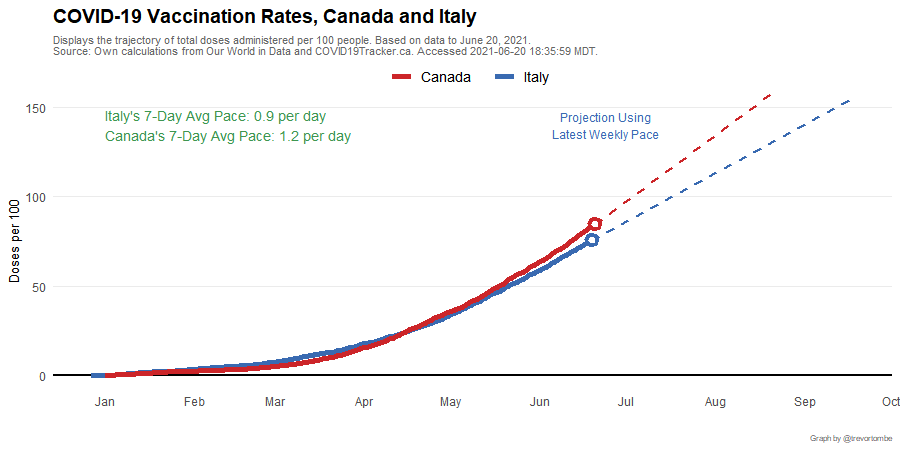 COVID-19 Vaccination Rates, Canada and Italy
Displays the trajectory of total doses administered per 100 people. Based on data to June 20, 2021.
Source: Own calculations from Our World in Data and COVID19Tracker.ca. Accessed 2021-06-20 18:35:59 MDT.
Canada Italy
150
Italy's 7-Day Avg Pace: 0.9 per day
Canada's 7-Day Avg Pace: 1.2 per day
Projection Using
Latest Weekly Pace
100
Doses per 100
50
0
Jan Feb Mar Apr May Jun Jul Aug Sep Oct
Graph by @trevortombe